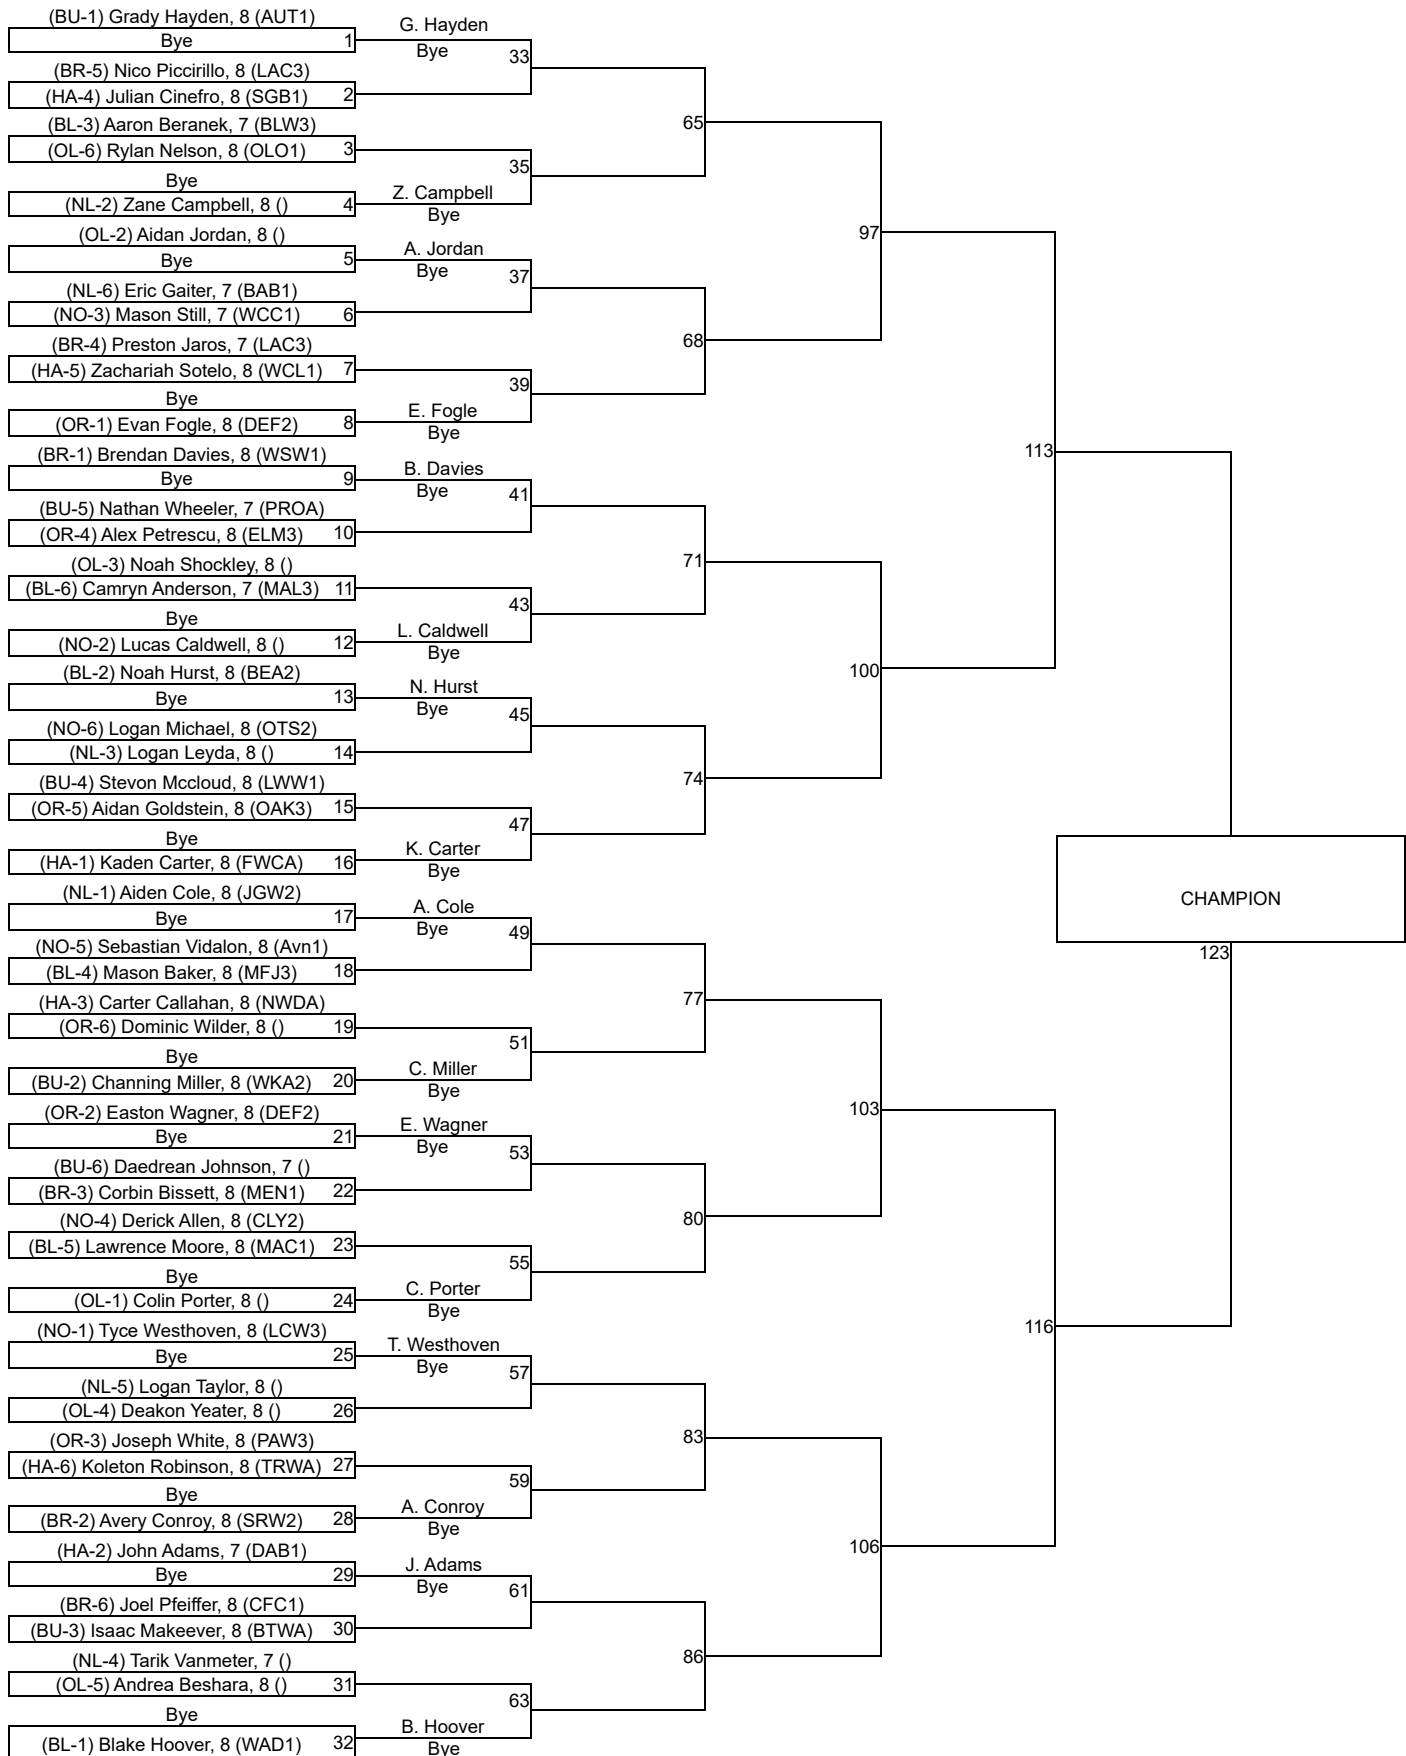 (BU-1) Grady Hayden, 8 (AUT1)
Bye 1
(BR-5) Nico Piccirillo, 8 (LAC3)
(HA-4) Julian Cinefro, 8 (SGB1) 2
(BL-3) Aaron Beranek, 7 (BLW3)
(OL-6) Rylan Nelson, 8 (OLO1) 3
Bye
(NL-2) Zane Campbell, 8 () 4
(OL-2) Aidan Jordan, 8 ()
Bye 5
(NL-6) Eric Gaiter, 7 (BAB1)
(NO-3) Mason Still, 7 (WCC1) 6
(BR-4) Preston Jaros, 7 (LAC3)
(HA-5) Zachariah Sotelo, 8 (WCL1) 7
Bye
(OR-1) Evan Fogle, 8 (DEF2) 8
(BR-1) Brendan Davies, 8 (WSW1)
Bye 9
(BU-5) Nathan Wheeler, 7 (PROA)
(OR-4) Alex Petrescu, 8 (ELM3) 10
(OL-3) Noah Shockley, 8 ()
(BL-6) Camryn Anderson, 7 (MAL3) 11
Bye
(NO-2) Lucas Caldwell, 8 () 12
(BL-2) Noah Hurst, 8 (BEA2)
Bye 13
(NO-6) Logan Michael, 8 (OTS2)
(NL-3) Logan Leyda, 8 () 14
(BU-4) Stevon Mccloud, 8 (LWW1)
(OR-5) Aidan Goldstein, 8 (OAK3) 15
Bye
(HA-1) Kaden Carter, 8 (FWCA) 16
(NL-1) Aiden Cole, 8 (JGW2)
Bye 17
(NO-5) Sebastian Vidalon, 8 (Avn1)
(BL-4) Mason Baker, 8 (MFJ3) 18
(HA-3) Carter Callahan, 8 (NWDA)
(OR-6) Dominic Wilder, 8 () 19
Bye
(BU-2) Channing Miller, 8 (WKA2) 20
(OR-2) Easton Wagner, 8 (DEF2)
Bye 21
(BU-6) Daedrean Johnson, 7 ()
(BR-3) Corbin Bissett, 8 (MEN1) 22
(NO-4) Derick Allen, 8 (CLY2)
(BL-5) Lawrence Moore, 8 (MAC1) 23
Bye
(OL-1) Colin Porter, 8 () 24
(NO-1) Tyce Westhoven, 8 (LCW3)
Bye 25
(NL-5) Logan Taylor, 8 ()
(OL-4) Deakon Yeater, 8 () 26
(OR-3) Joseph White, 8 (PAW3)
(HA-6) Koleton Robinson, 8 (TRWA) 27
Bye
(BR-2) Avery Conroy, 8 (SRW2) 28
(HA-2) John Adams, 7 (DAB1)
Bye 29
(BR-6) Joel Pfeiffer, 8 (CFC1)
(BU-3) Isaac Makeever, 8 (BTWA) 30
(NL-4) Tarik Vanmeter, 7 ()
(OL-5) Andrea Beshara, 8 () 31
Bye
(BL-1) Blake Hoover, 8 (WAD1) 32
G. Hayden
Bye
33
35
Z. Campbell
Bye
A. Jordan
Bye
37
39
E. Fogle
Bye
B. Davies
Bye
41
43
L. Caldwell
Bye
N. Hurst
Bye
45
47
K. Carter
Bye
A. Cole
Bye
49
51
C. Miller
Bye
E. Wagner
Bye
53
55
C. Porter
Bye
T. Westhoven
Bye
57
59
A. Conroy
Bye
J. Adams
Bye
61
63
B. Hoover
Bye
65
68
71
74
77
80
83
86
97
100
103
106
113
116
CHAMPION
123